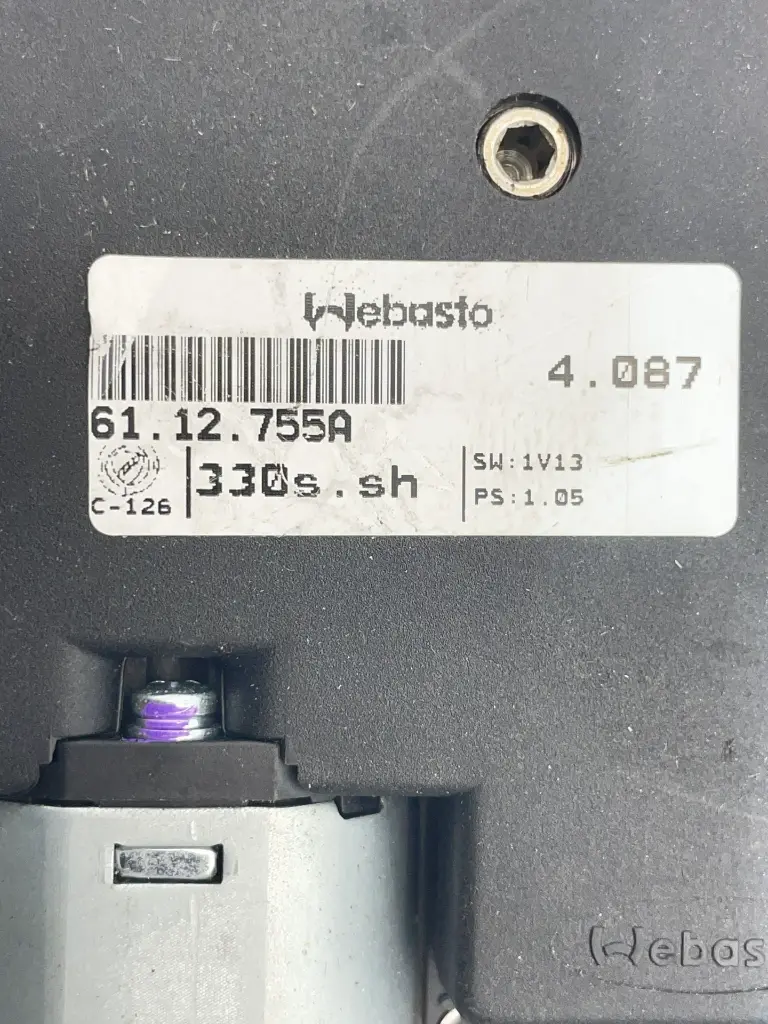 Webasto
4.087
61.12.755A
C-126
330s.sh
SW:1V13
PS:1.05
Webas